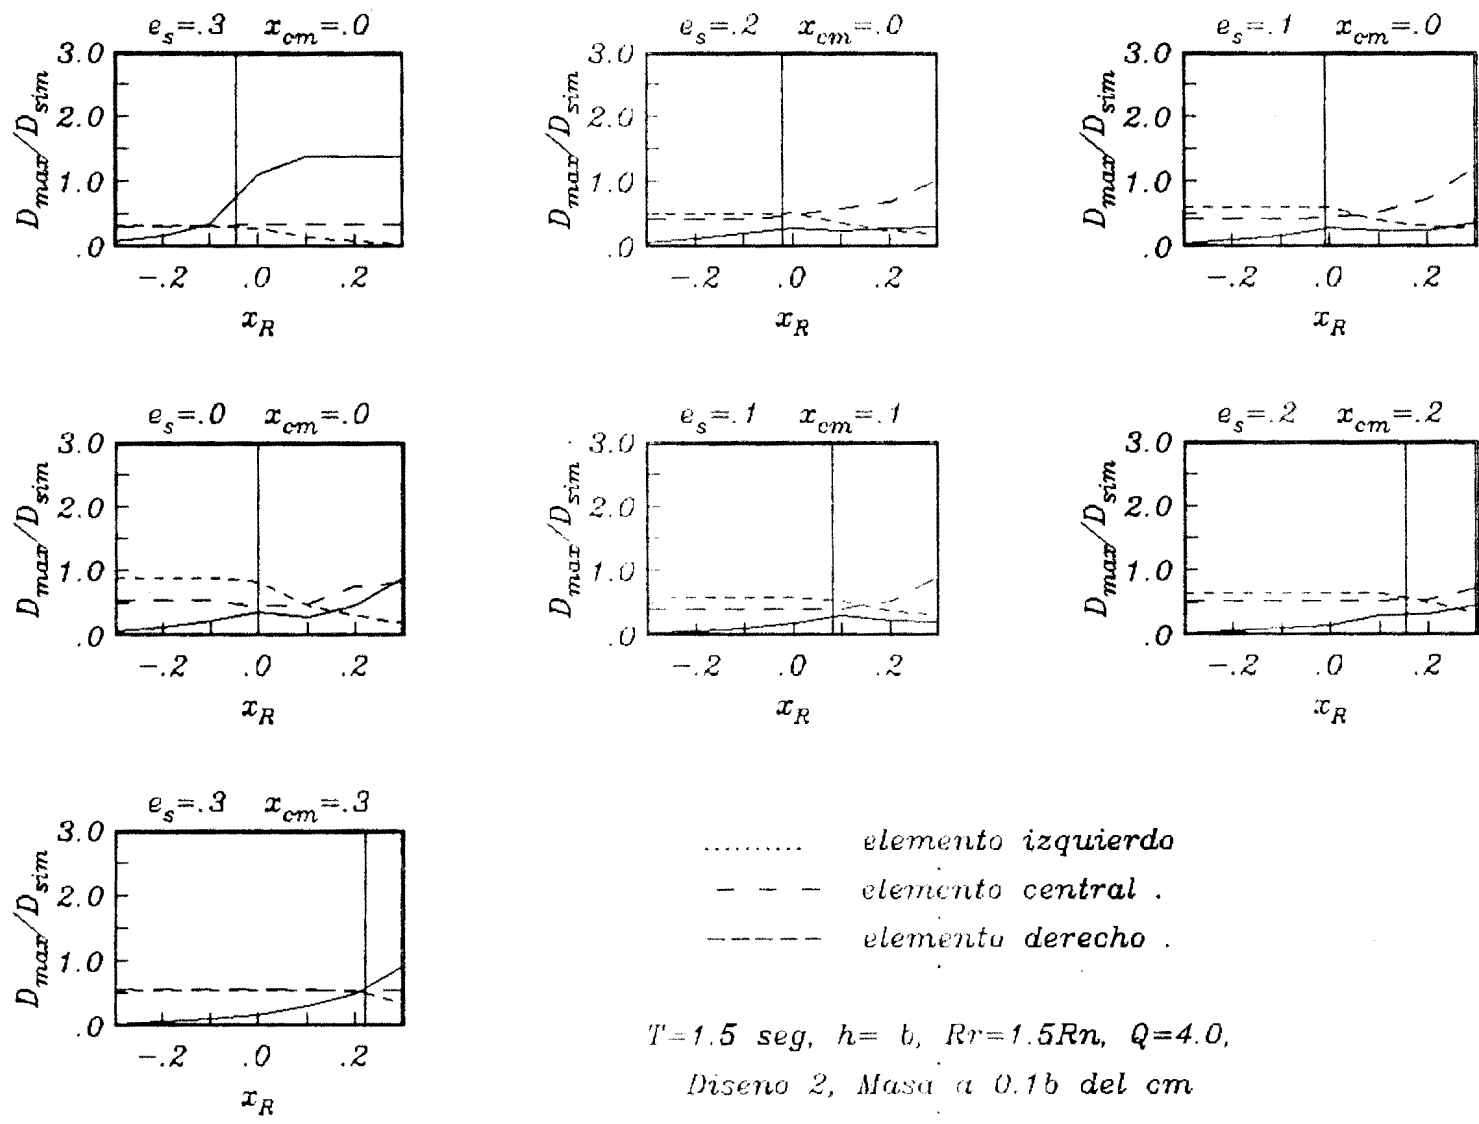 e_s=.3 x_cm=.0
D_max/D_sim
3.0
2.0
1.0
.0
-.2 .0 .2
x_R
e_s=.2 x_cm=.0
D_max/D_sim
3.0
2.0
1.0
.0
-.2 .0 .2
x_R
e_s=.1 x_cm=.0
D_max/D_sim
3.0
2.0
1.0
.0
-.2 .0 .2
x_R
e_s=.0 x_cm=.0
D_max/D_sim
3.0
2.0
1.0
.0
-.2 .0 .2
x_R
e_s=.1 x_cm=.1
D_max/D_sim
3.0
2.0
1.0
.0
-.2 .0 .2
x_R
e_s=.2 x_cm=.2
D_max/D_sim
3.0
2.0
1.0
.0
-.2 .0 .2
x_R
e_s=.3 x_cm=.3
D_max/D_sim
3.0
2.0
1.0
.0
-.2 .0 .2
x_R
elemento izquierdo
elemento central .
elemento derecho .
T=1.5 seg, h= b, Rr=1.5Rn, Q=4.0,
Diseno 2, Masa a 0.1b del cm